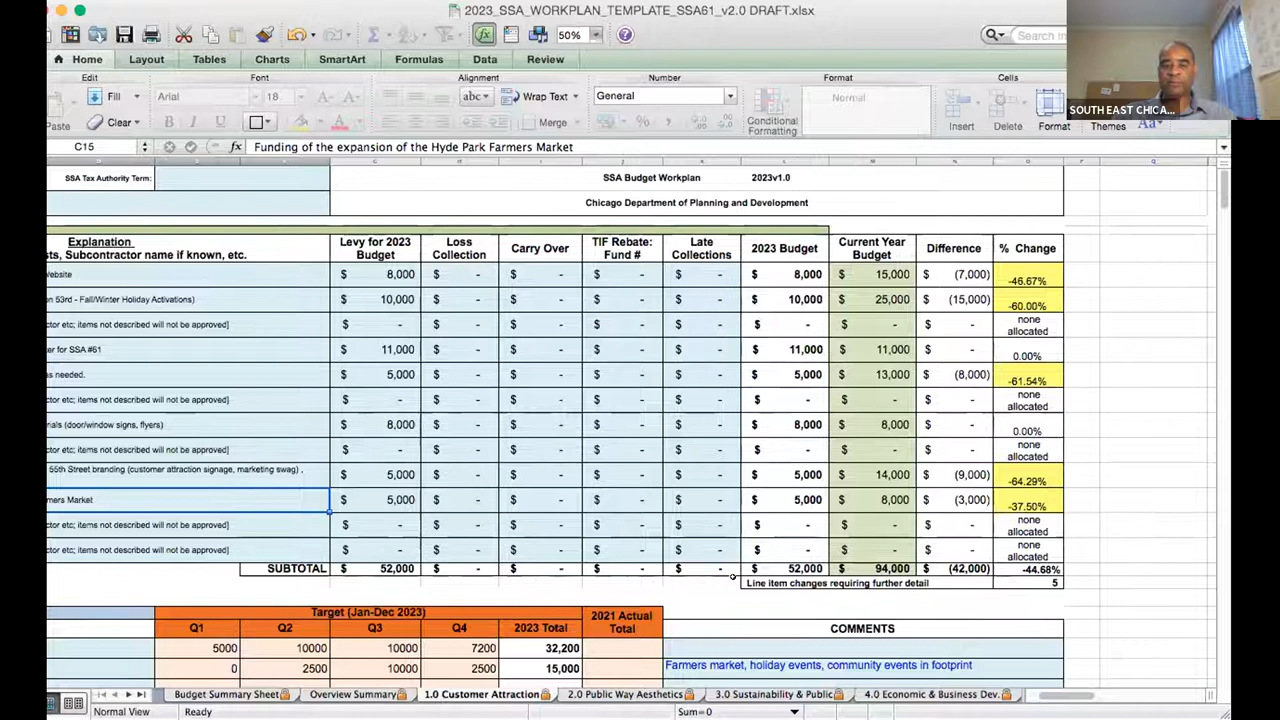 2023_SSA_WORKPLAN_TEMPLATE_SSA61_v2.0 DRAFT.xlsx
50%
Search
Home Layout Tables Charts SmartArt Formulas Data Review
Edit Font Alignment Number Format Cells
Fill Arial 18 A A abc Wrap Text General Normal
SOUTH EAST CHICA...
Paste Clear B I U A Merge % Conditional Formatting Insert Delete Format Themes Aa
C15 fx Funding of the expansion of the Hyde Park Farmers Market
SSA Tax Authority Term: SSA Budget Workplan 2023v1.0
Chicago Department of Planning and Development
Explanation
sts, Subcontractor name if known, etc. Levy for 2023 Budget Loss Collection Carry Over TIF Rebate: Fund # Late Collections 2023 Budget Current Year Budget Difference % Change
Website $ 8,000 $ - $ - $ - $ - $ 8,000 $ 15,000 $ (7,000) -46.67%
on 53rd - Fall/Winter Holiday Activations) $ 10,000 $ - $ - $ - $ - $ 10,000 $ 25,000 $ (15,000) -60.00%
ctor etc; items not described will not be approved] $ - $ - $ - $ - $ - $ - $ - $ - none allocated
er for SSA #61 $ 11,000 $ - $ - $ - $ - $ 11,000 $ 11,000 $ - 0.00%
as needed. $ 5,000 $ - $ - $ - $ - $ 5,000 $ 13,000 $ (8,000) -61.54%
ctor etc; items not described will not be approved] $ - $ - $ - $ - $ - $ - $ - $ - none allocated
rials (door/window signs, flyers) $ 8,000 $ - $ - $ - $ - $ 8,000 $ 8,000 $ - 0.00%
ctor etc; items not described will not be approved] $ - $ - $ - $ - $ - $ - $ - $ - none allocated
55th Street branding (customer attraction signage, marketing swag) , $ 5,000 $ - $ - $ - $ - $ 5,000 $ 14,000 $ (9,000) -64.29%
rmers Market $ 5,000 $ - $ - $ - $ - $ 5,000 $ 8,000 $ (3,000) -37.50%
ctor etc; items not described will not be approved] $ - $ - $ - $ - $ - $ - $ - $ - none allocated
ctor etc; items not described will not be approved] $ - $ - $ - $ - $ - $ - $ - $ - none allocated
SUBTOTAL $ 52,000 $ - $ - $ - $ - $ 52,000 $ 94,000 $ (42,000) -44.68%
Line item changes requiring further detail 5
Target (Jan-Dec 2023) 2021 Actual Total
Q1 Q2 Q3 Q4 2023 Total COMMENTS
5000 10000 10000 7200 32,200
0 2500 10000 2500 15,000 Farmers market, holiday events, community events in footprint
Budget Summary Sheet Overview Summary 1.0 Customer Attraction 2.0 Public Way Aesthetics 3.0 Sustainability & Public 4.0 Economic & Business Dev.
Normal View Ready Sum=0